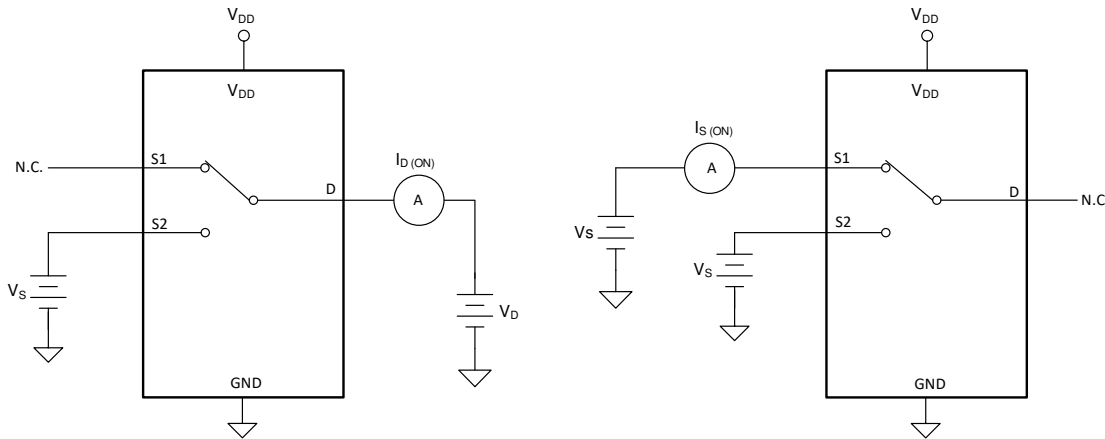 VDD
VDD
N.C.
S1
ID (ON)
A
D
S2
VS
VD
GND
VDD
VDD
IS (ON)
A
S1
D
N.C
S2
Vs
VS
GND